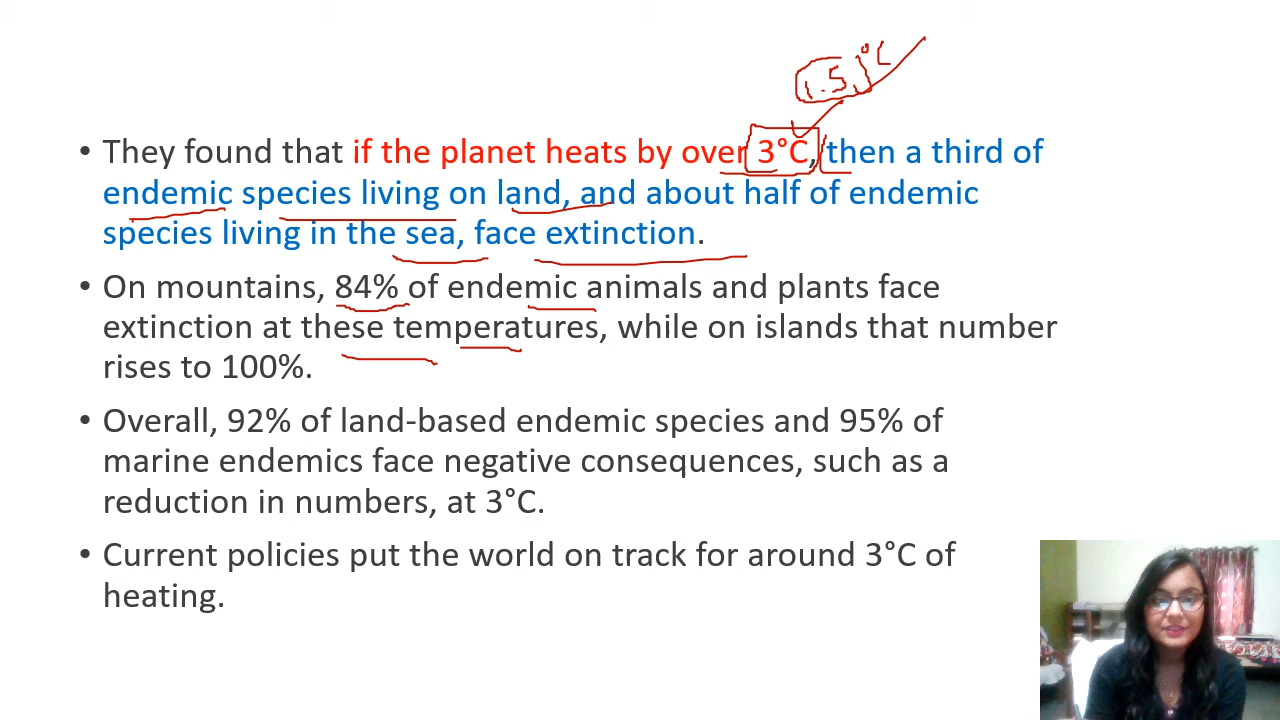 1.5°C
• They found that if the planet heats by over 3°C, then a third of
endemic species living on land, and about half of endemic
species living in the sea, face extinction.
• On mountains, 84% of endemic animals and plants face
extinction at these temperatures, while on islands that number
rises to 100%.
• Overall, 92% of land-based endemic species and 95% of
marine endemics face negative consequences, such as a
reduction in numbers, at 3°C.
• Current policies put the world on track for around 3°C of
heating.